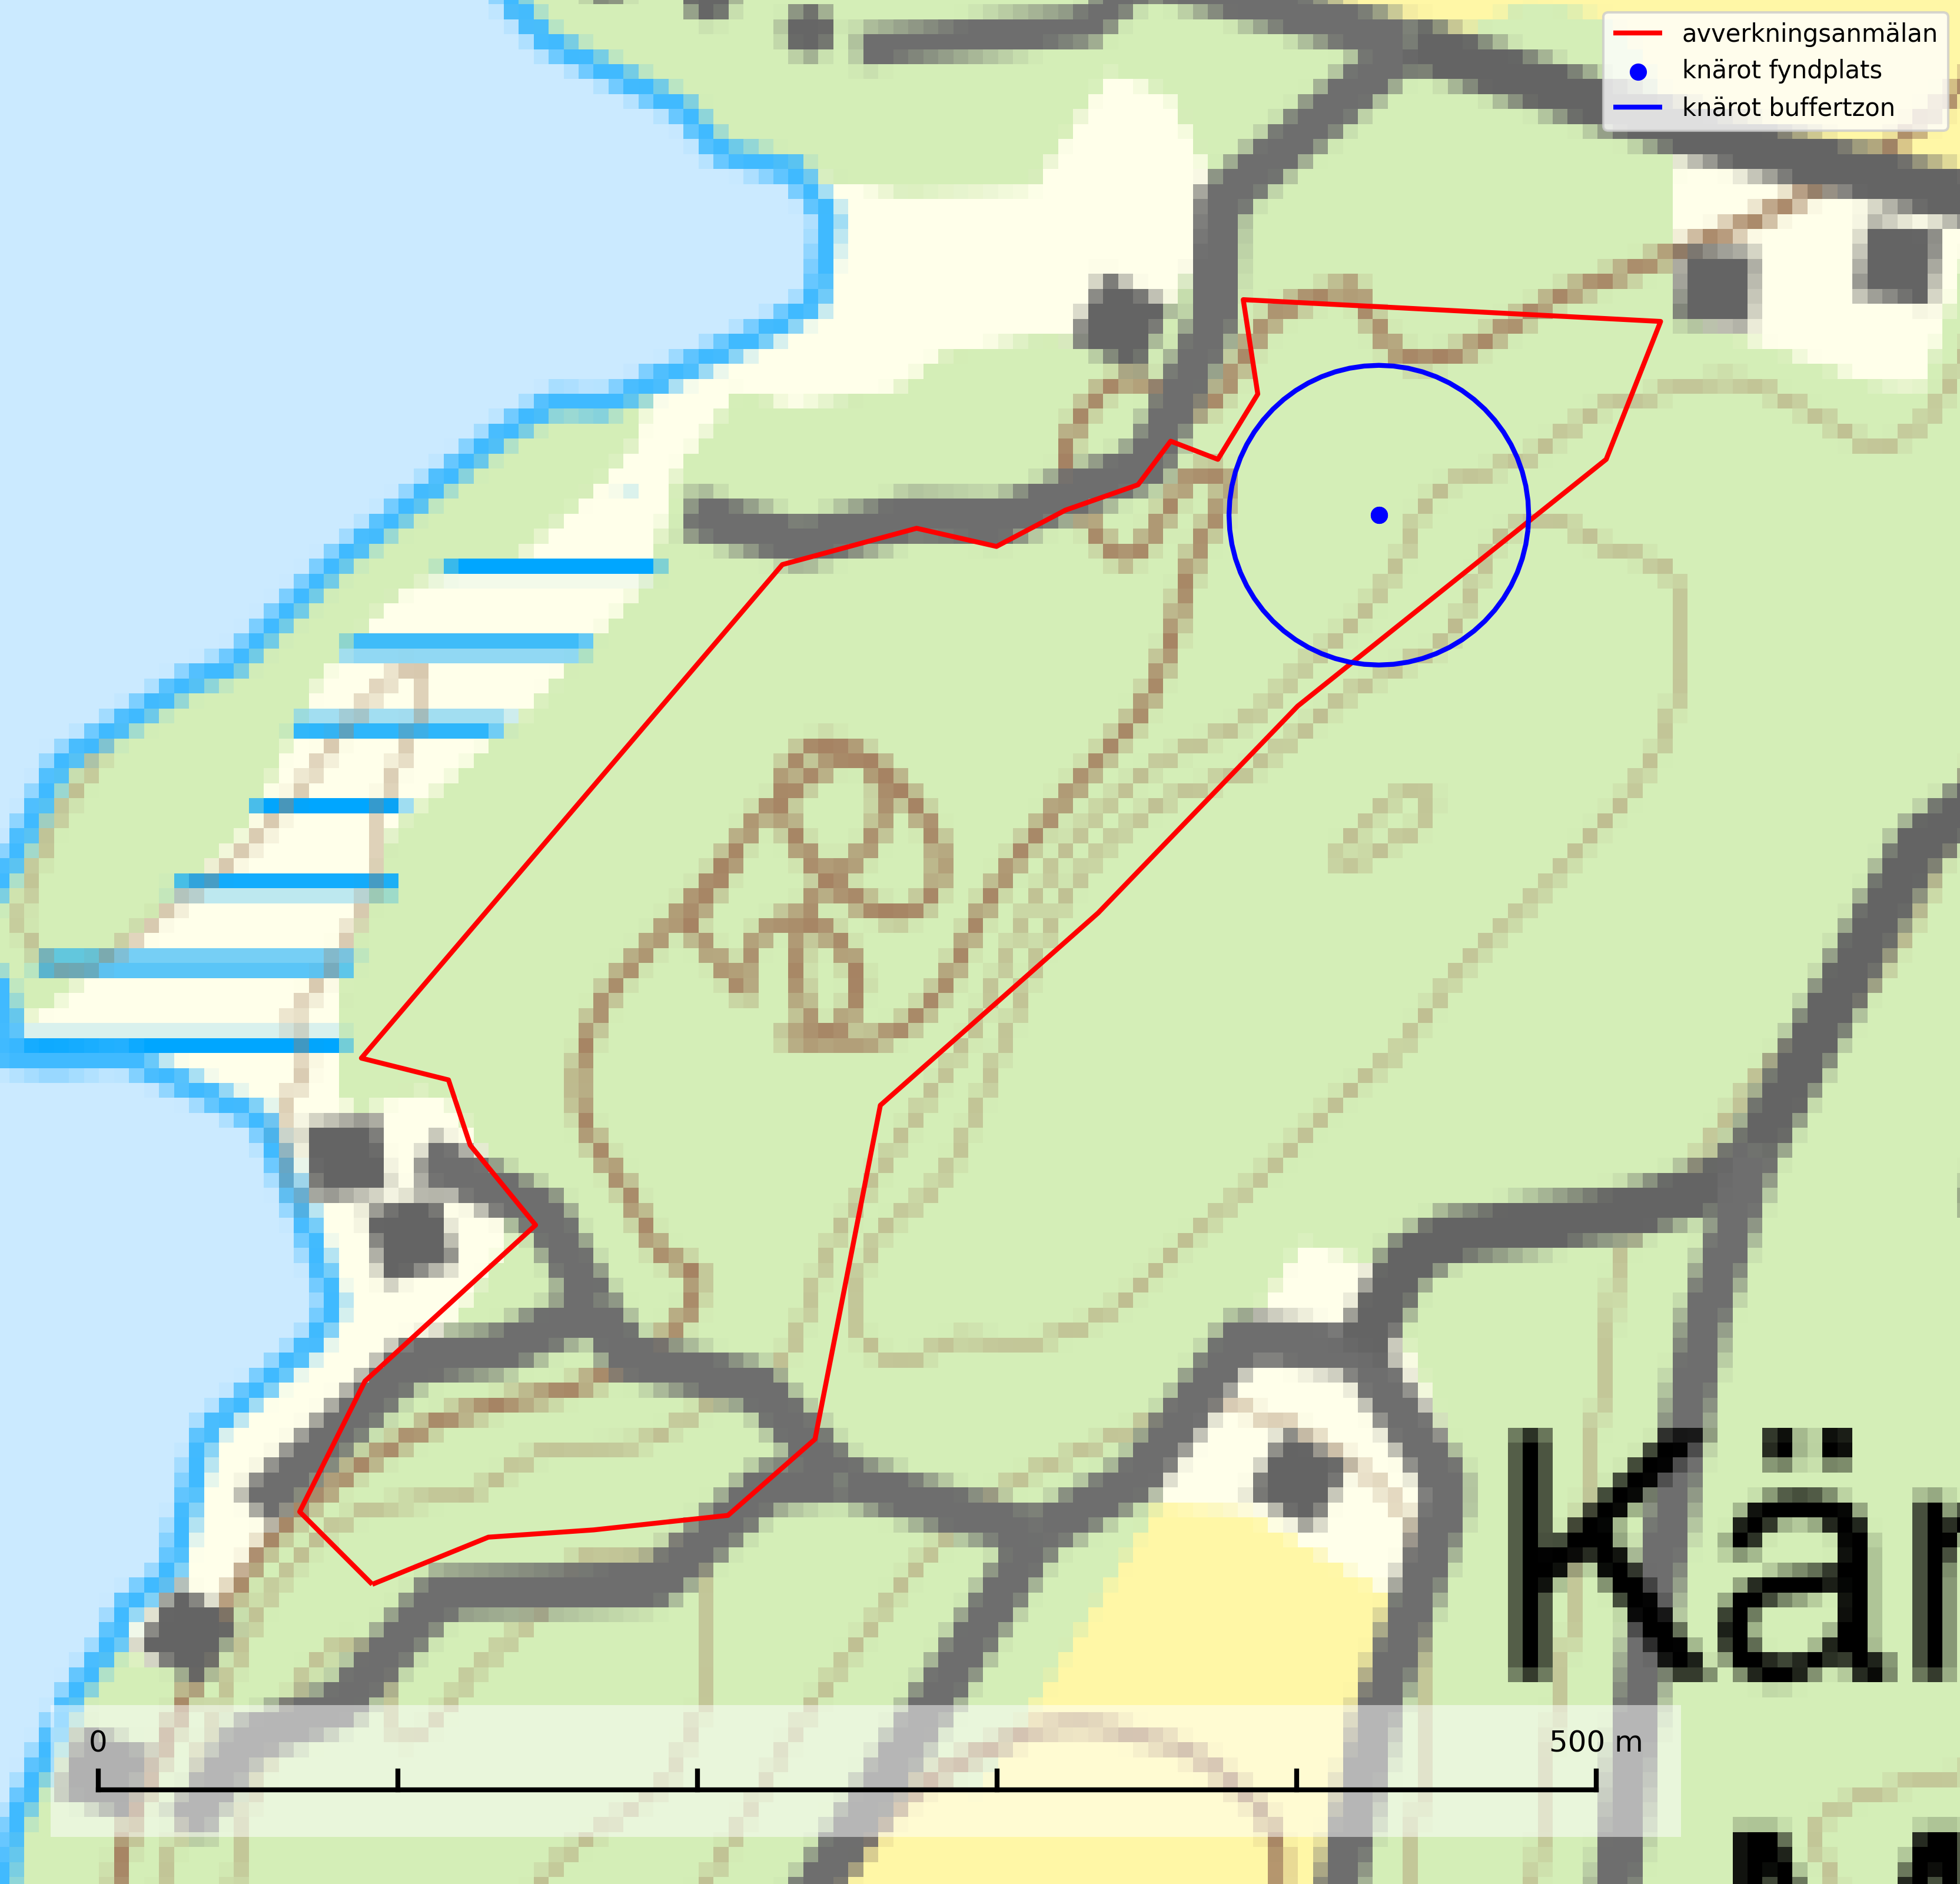 avverkningsanmälan
knärot fyndplats
knärot buffertzon
0
500 m